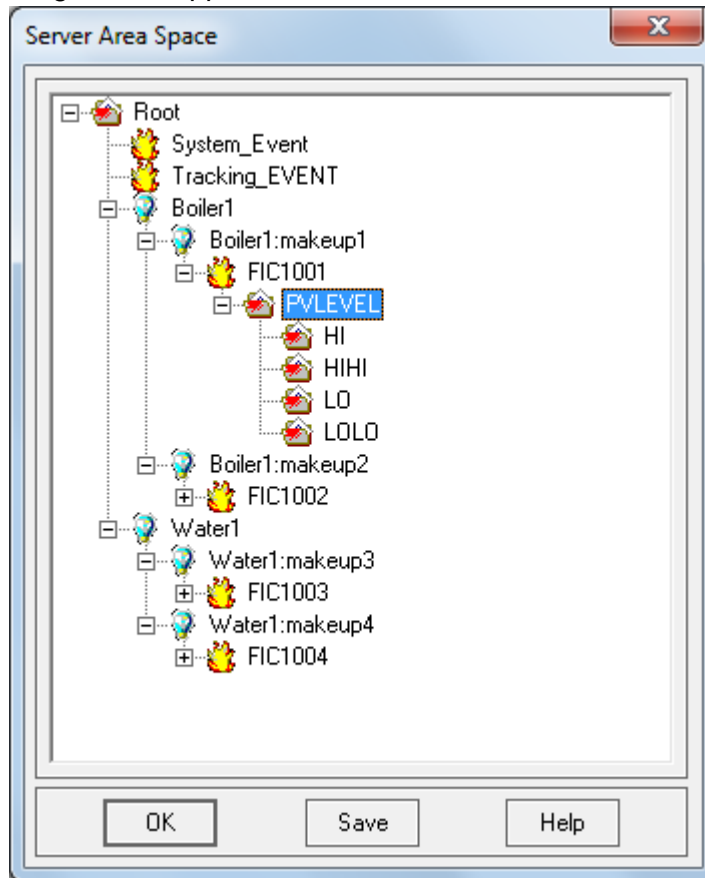 Server Area Space
Root
System_Event
Tracking_EVENT
Boiler1
Boiler1:makeup1
FIC1001
PVLEVEL
HI
HIHI
LO
LOLO
Boiler1:makeup2
FIC1002
Water1
Water1:makeup3
FIC1003
Water1:makeup4
FIC1004
OK Save Help